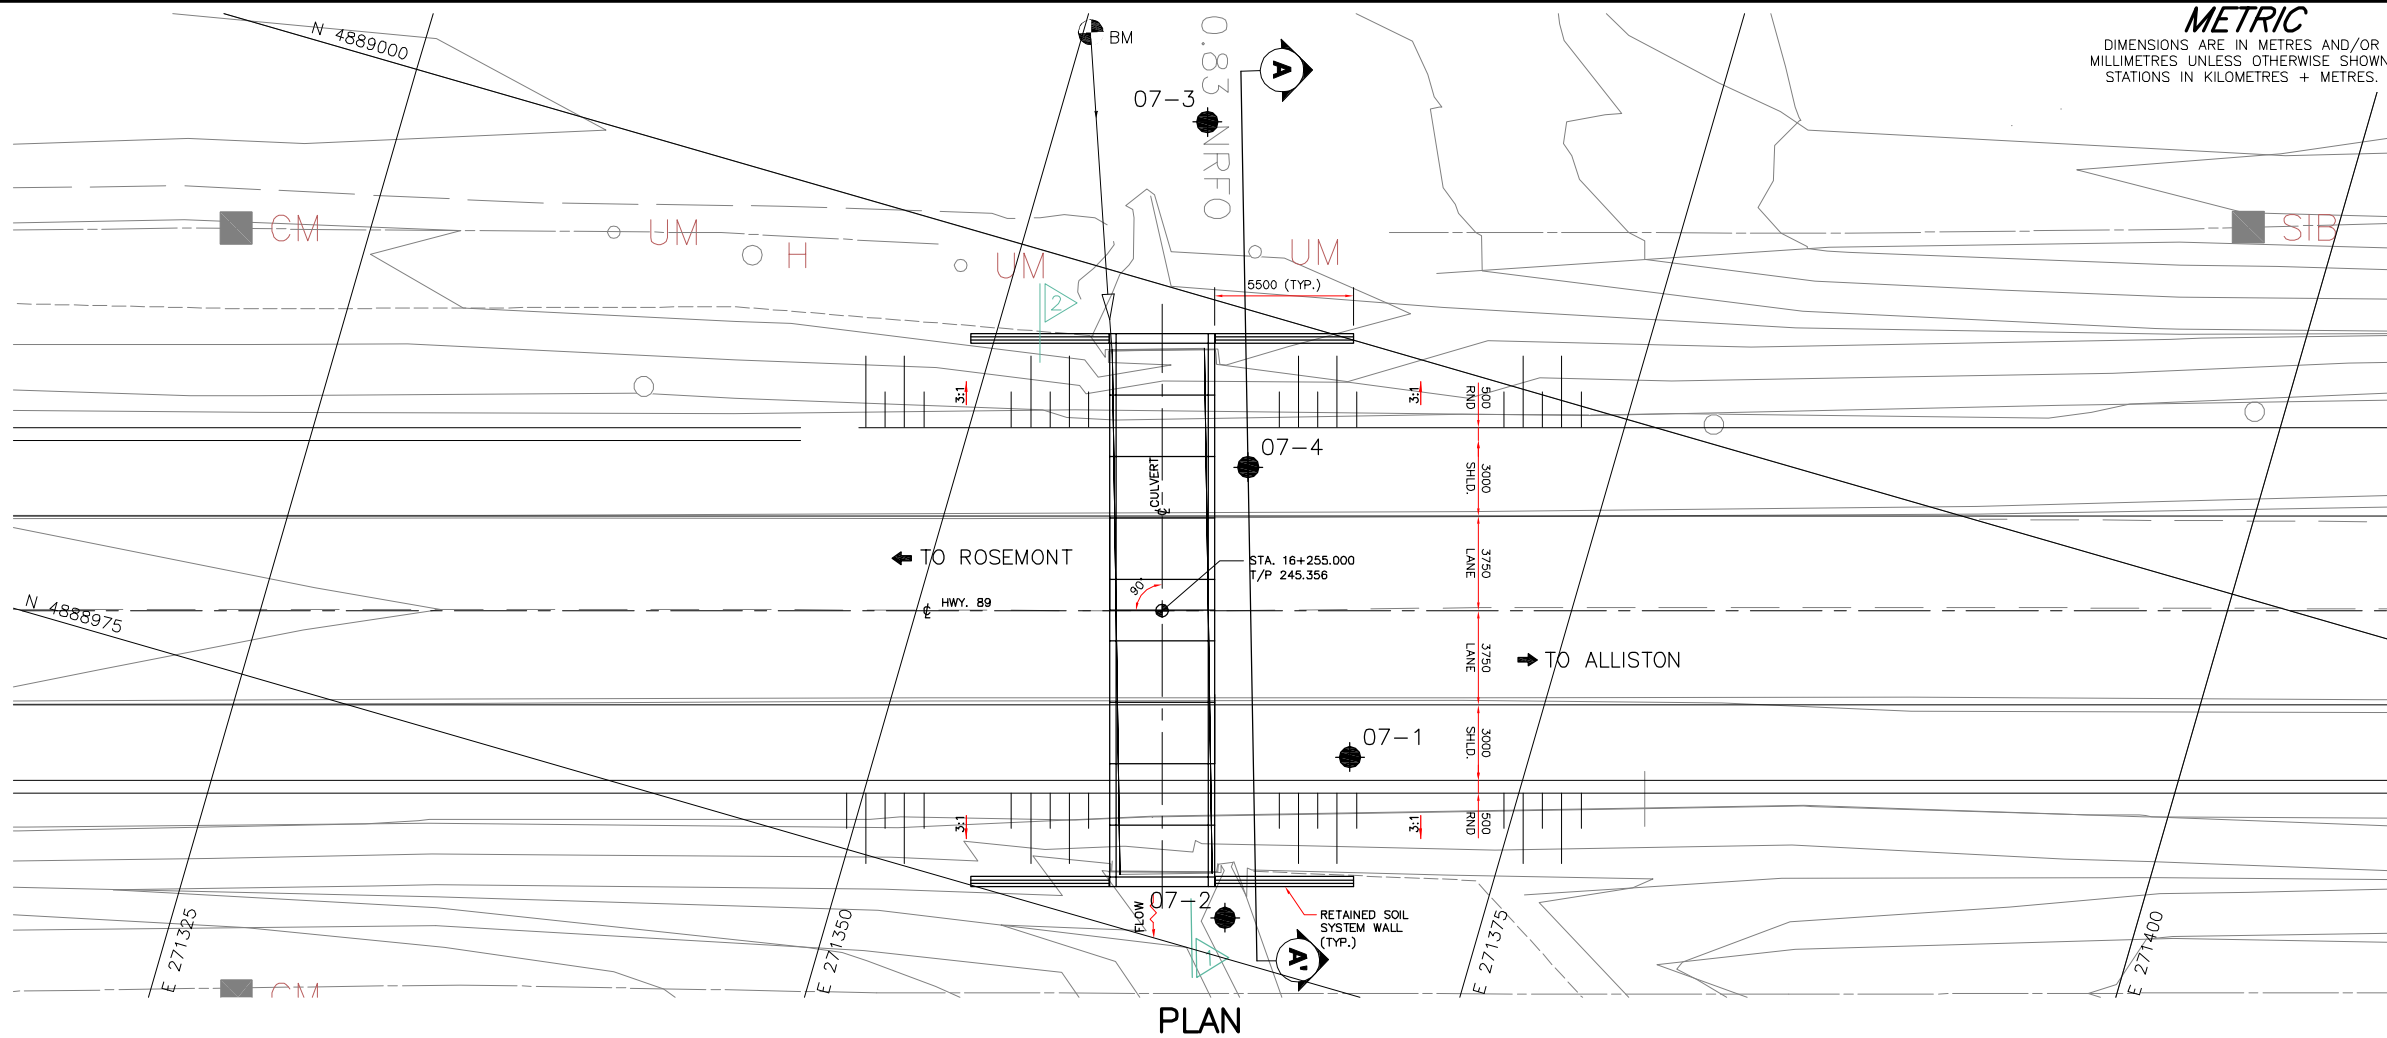 METRIC
DIMENSIONS ARE IN METRES AND/OR
MILLIMETRES UNLESS OTHERWISE SHOWN
STATIONS IN KILOMETRES + METRES.
N 4889000
BM
0.83 NRFO
A
07-3
CM
UM
H
UM
UM
SIB
2
5500 (TYP.)
3:1
3:1
500
RND
07-4
3000
SHLD.
℄ CULVERT
TO ROSEMONT
STA. 16+255.000
T/P 245.356
3750
LANE
90°
℄ HWY. 89
N 4888975
3750
LANE
TO ALLISTON
07-1
3000
SHLD.
3:1
3:1
500
RND
07-2
FLOW
RETAINED SOIL
SYSTEM WALL
(TYP.)
1
A'
E 271325
E 271350
E 271375
E 271400
CM
PLAN